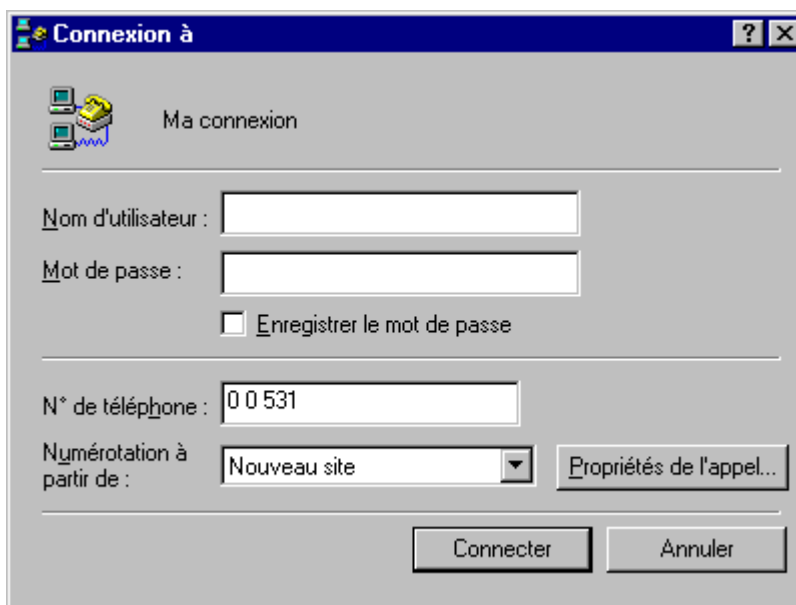 Connexion à
Ma connexion
Nom d'utilisateur :
Mot de passe :
Enregistrer le mot de passe
N° de téléphone : 0 0 531
Numérotation à
partir de : Nouveau site Propriétés de l'appel...
Connecter Annuler